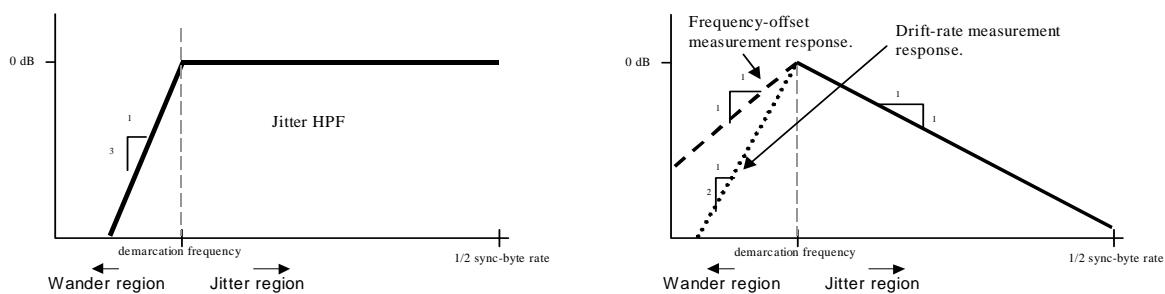 0 dB
1
3
Jitter HPF
demarcation frequency
1/2 sync-byte rate
Wander region
Jitter region
Frequency-offset
measurement response.
Drift-rate measurement
response.
0 dB
1
1
1
1
1
2
demarcation frequency
1/2 sync-byte rate
Wander region
Jitter region